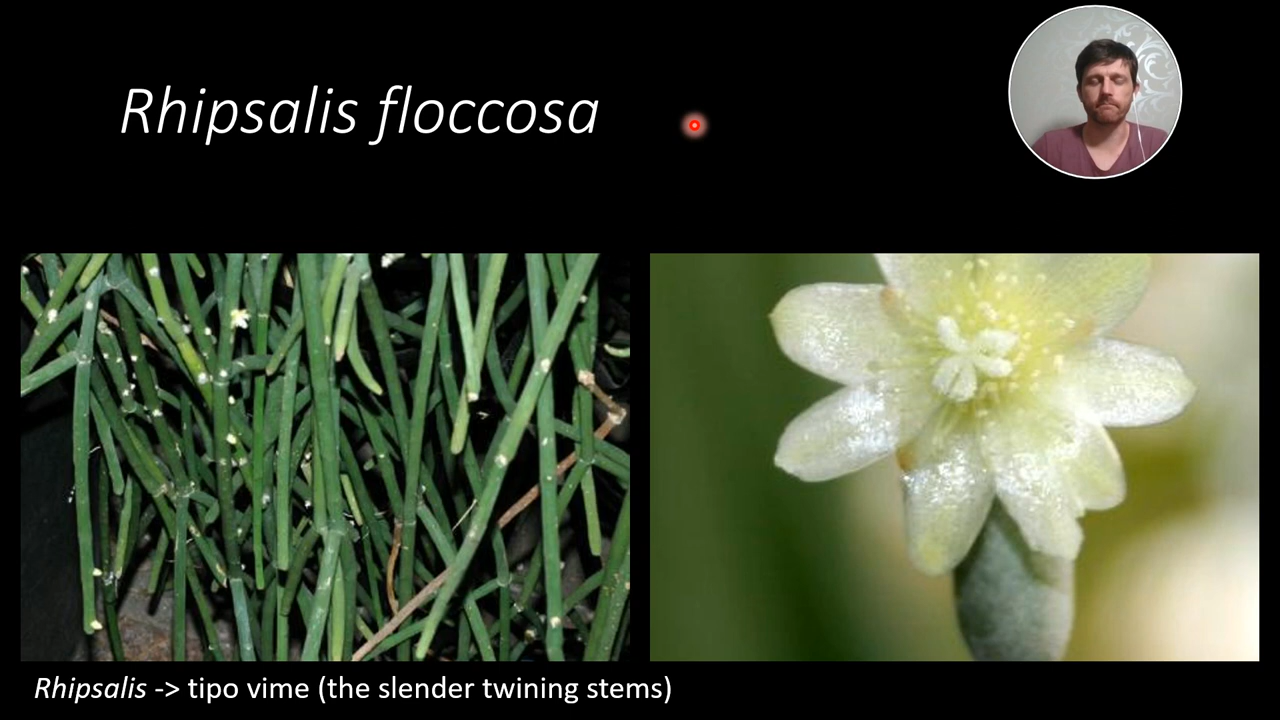 Rhipsalis floccosa
Rhipsalis -> tipo vime (the slender twining stems)